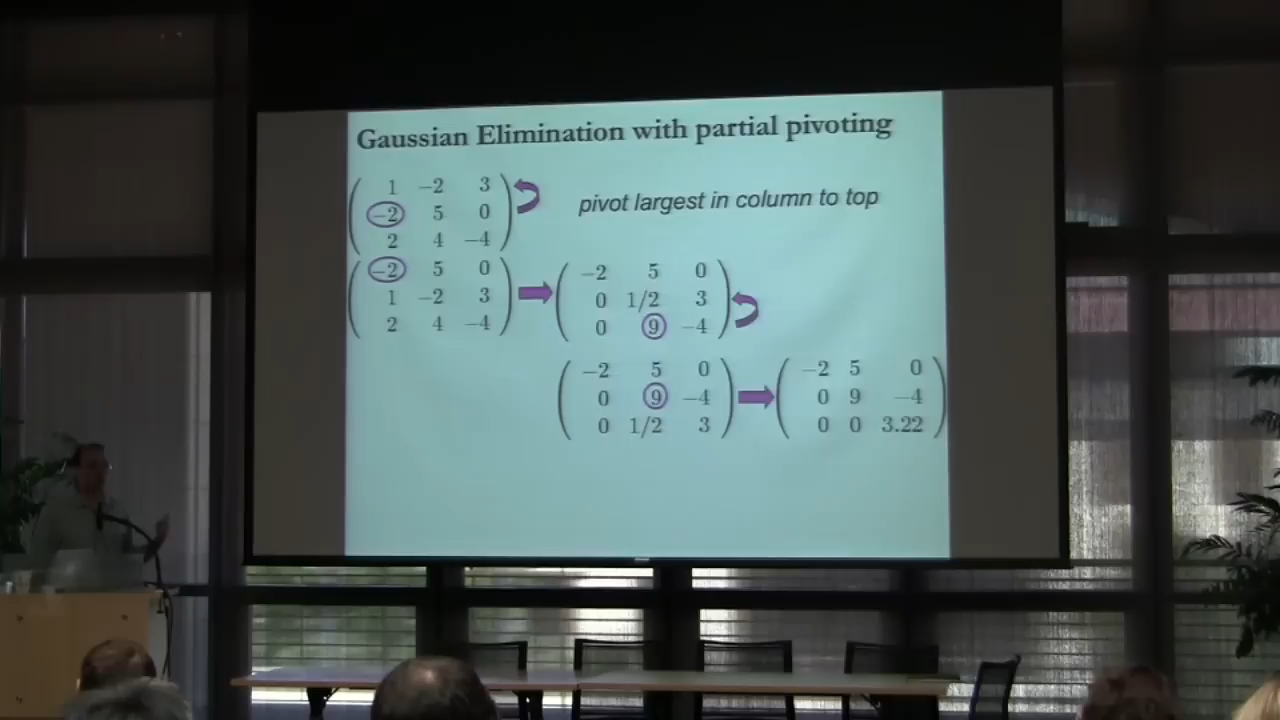 Gaussian Elimination with partial pivoting
1 −2 3
−2 5 0
2 4 −4
pivot largest in column to top
−2 5 0
1 −2 3
2 4 −4
−2 5 0
0 1/2 3
0 9 −4
−2 5 0
0 9 −4
0 1/2 3
−2 5 0
0 9 −4
0 0 3.22